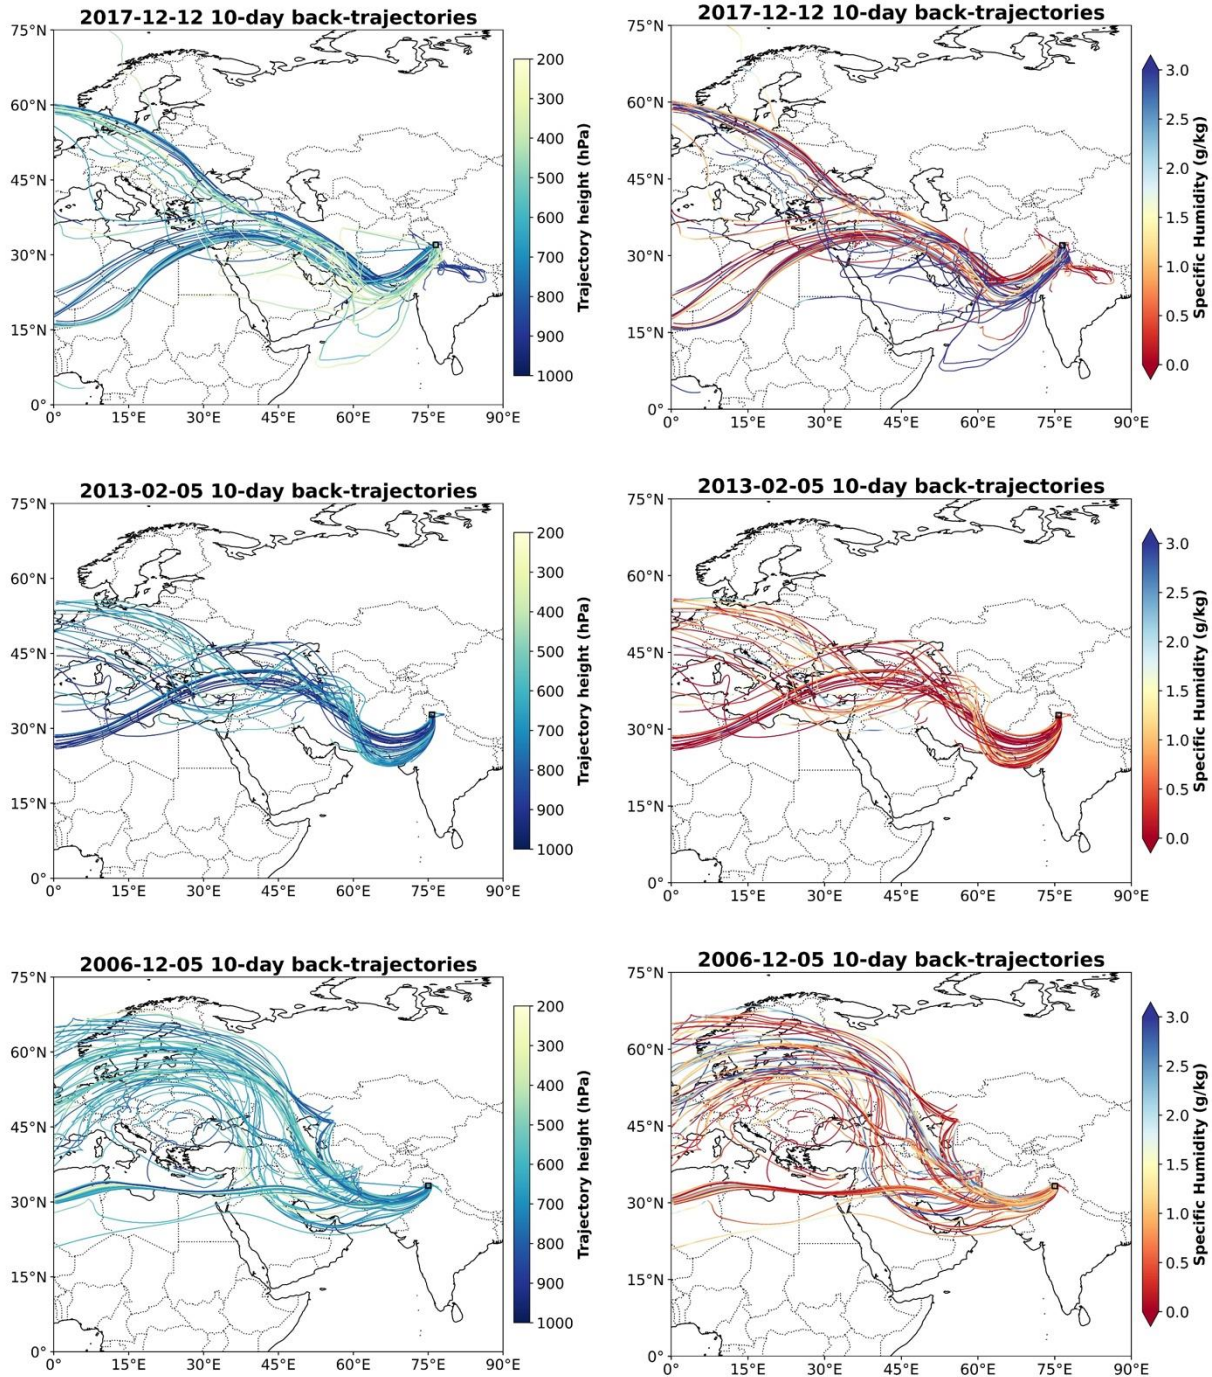 2017-12-12 10-day back-trajectories
75°N
60°N
45°N
30°N
15°N
0°
0°
15°E
30°E
45°E
60°E
75°E
90°E
200
300
400
500
600
700
800
900
1000
Trajectory height (hPa)
2017-12-12 10-day back-trajectories
75°N
60°N
45°N
30°N
15°N
0°
0°
15°E
30°E
45°E
60°E
75°E
90°E
3.0
2.5
2.0
1.5
1.0
0.5
0.0
Specific Humidity (g/kg)
2013-02-05 10-day back-trajectories
75°N
60°N
45°N
30°N
15°N
0°
0°
15°E
30°E
45°E
60°E
75°E
90°E
200
300
400
500
600
700
800
900
1000
Trajectory height (hPa)
2013-02-05 10-day back-trajectories
75°N
60°N
45°N
30°N
15°N
0°
0°
15°E
30°E
45°E
60°E
75°E
90°E
3.0
2.5
2.0
1.5
1.0
0.5
0.0
Specific Humidity (g/kg)
2006-12-05 10-day back-trajectories
75°N
60°N
45°N
30°N
15°N
0°
0°
15°E
30°E
45°E
60°E
75°E
90°E
200
300
400
500
600
700
800
900
1000
Trajectory height (hPa)
2006-12-05 10-day back-trajectories
75°N
60°N
45°N
30°N
15°N
0°
0°
15°E
30°E
45°E
60°E
75°E
90°E
3.0
2.5
2.0
1.5
1.0
0.5
0.0
Specific Humidity (g/kg)